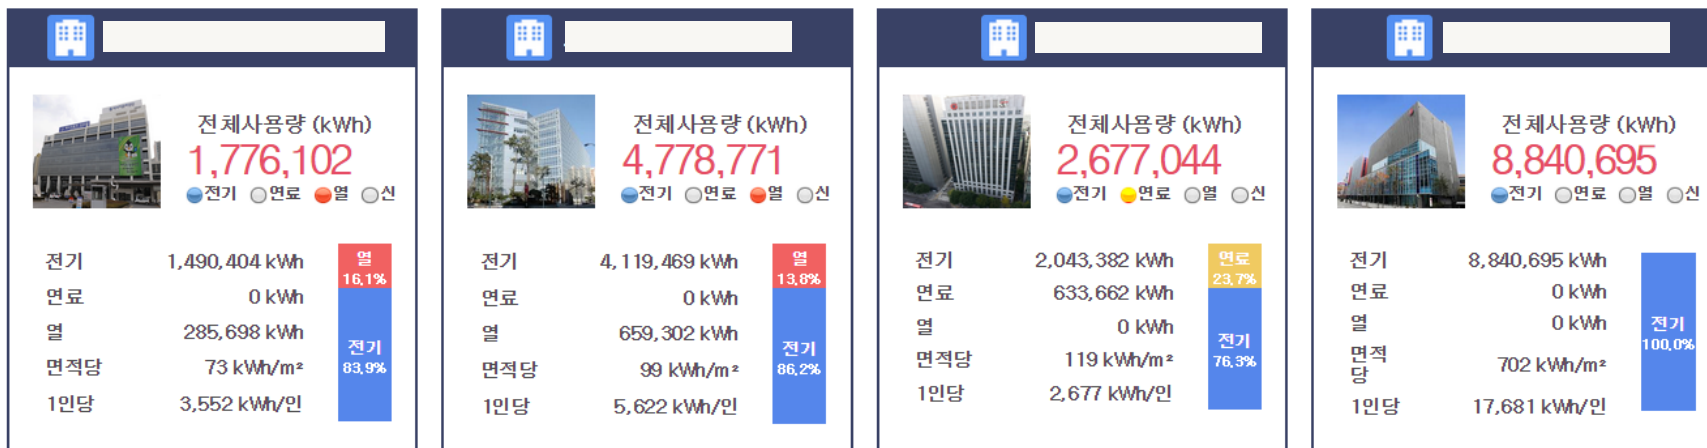 전체사용량 (kWh)
1,776,102
전기 연료 열 신
전기 1,490,404 kWh
연료 0 kWh
열 285,698 kWh
면적당 73 kWh/m²
1인당 3,552 kWh/인
열
16,1%
전기
83,9%
전체사용량 (kWh)
4,778,771
전기 연료 열 신
전기 4,119,469 kWh
연료 0 kWh
열 659,302 kWh
면적당 99 kWh/m²
1인당 5,622 kWh/인
열
13,8%
전기
86,2%
전체사용량 (kWh)
2,677,044
전기 연료 열 신
전기 2,043,382 kWh
연료 633,662 kWh
열 0 kWh
면적당 119 kWh/m²
1인당 2,677 kWh/인
연료
23,7%
전기
76,3%
전체사용량 (kWh)
8,840,695
전기 연료 열 신
전기 8,840,695 kWh
연료 0 kWh
열 0 kWh
면적
당 702 kWh/m²
1인당 17,681 kWh/인
전기
100,0%